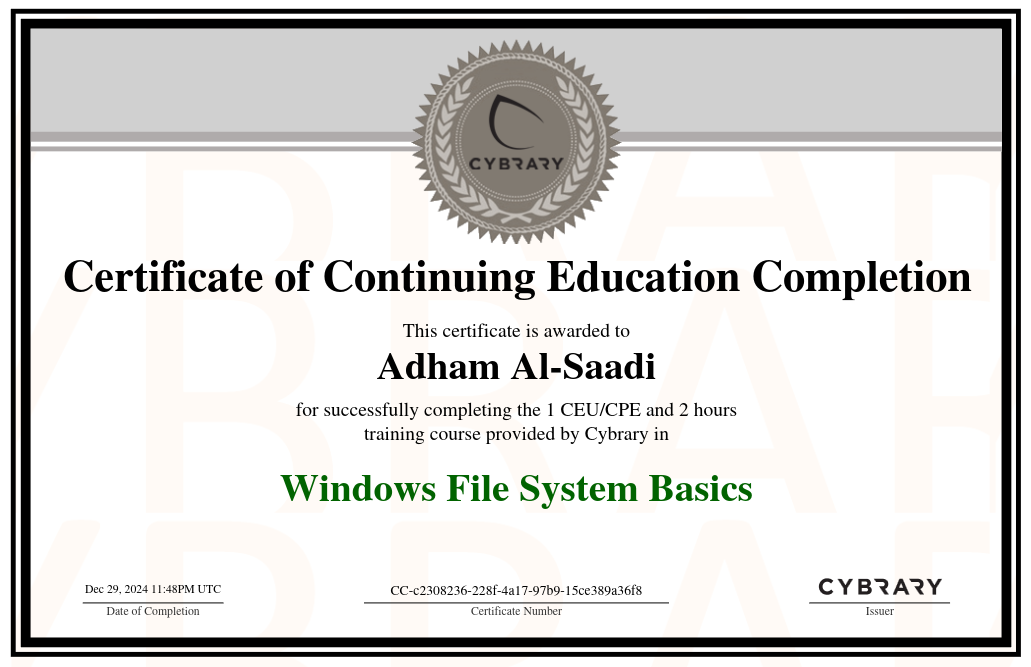 CYBRARY
Certificate of Continuing Education Completion
This certificate is awarded to
Adham Al-Saadi
for successfully completing the 1 CEU/CPE and 2 hours
training course provided by Cybrary in
Windows File System Basics
Dec 29, 2024 11:48PM UTC
Date of Completion
CC-c2308236-228f-4a17-97b9-15ce389a36f8
Certificate Number
CYBRARY
Issuer